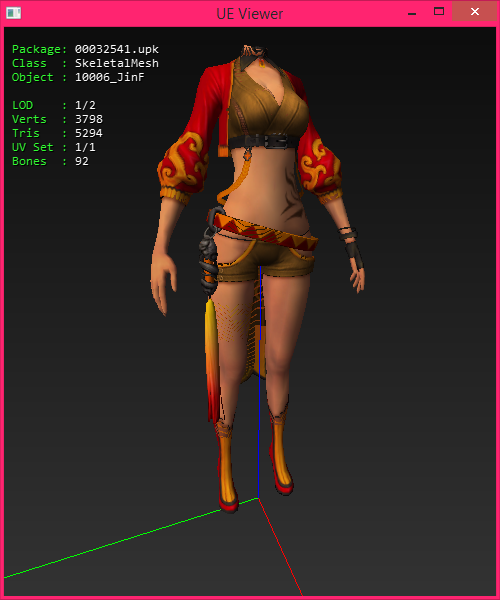 UE Viewer
Package: 00032541.upk
Class : SkeletalMesh
Object : 10006_JinF
LOD : 1/2
Verts : 3798
Tris : 5294
UV Set : 1/1
Bones : 92